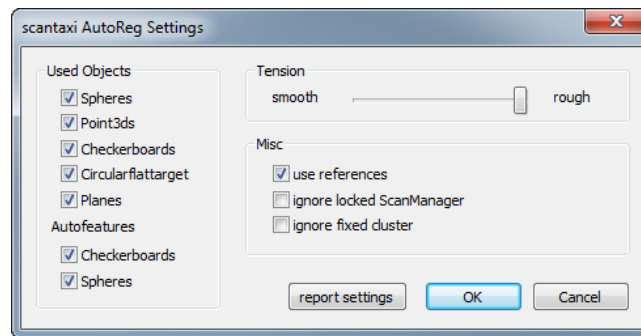 scantaxi AutoReg Settings
Used Objects
Spheres
Point3ds
Checkerboards
Circularflattarget
Planes
Autofeatures
Checkerboards
Spheres
Tension
smooth rough
Misc
use references
ignore locked ScanManager
ignore fixed cluster
report settings OK Cancel